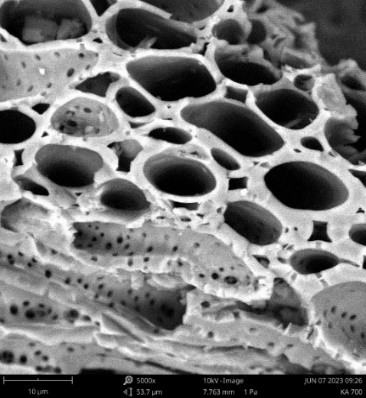 10 μm
5000x
53.7 μm
10kV -Image
7.763 mm 1 Pa
JUN 07 2023 09:26
KA 700